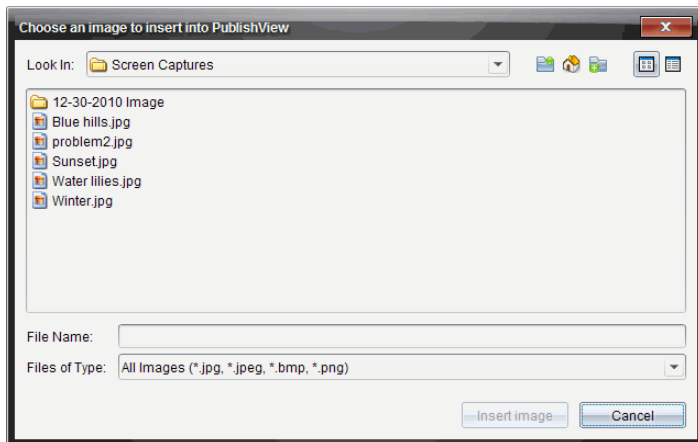 Choose an image to insert into PublishView
Look In: Screen Captures
12-30-2010 Image
Blue hills.jpg
problem2.jpg
Sunset.jpg
Water lilies.jpg
Winter.jpg
File Name:
Files of Type: All Images (*.jpg, *.jpeg, *.bmp, *.png)
Insert image Cancel